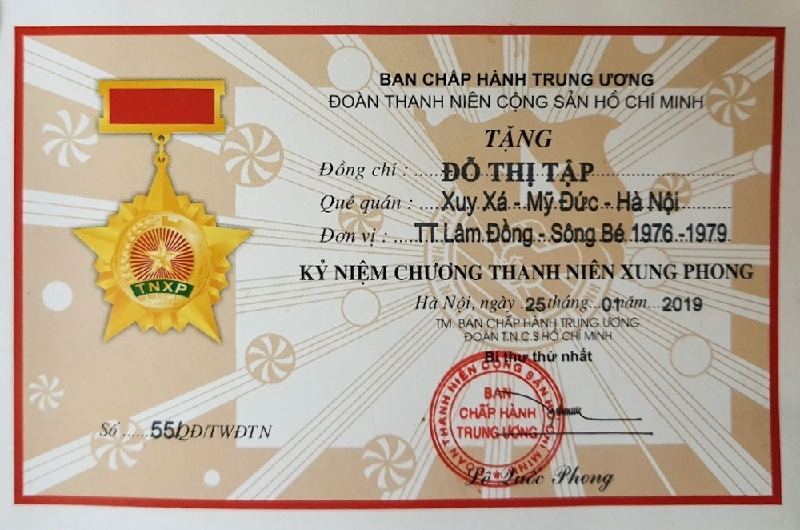 BAN CHẤP HÀNH TRUNG ƯƠNG
ĐOÀN THANH NIÊN CỘNG SẢN HỒ CHÍ MINH
TẶNG
Đồng chí : ĐỖ THỊ TẬP
Quê quán : Xuy Xá - Mỹ Đức - Hà Nội
Đơn vị : TT.Lâm Đồng - Sông Bé 1976 -1979
KỶ NIỆM CHƯƠNG THANH NIÊN XUNG PHONG
Hà Nội, ngày 25 tháng 01 năm 2019
TM. BAN CHẤP HÀNH TRUNG ƯƠNG
ĐOÀN T.N.C.S HỒ CHÍ MINH
Bí thư thứ nhất
BAN
CHẤP HÀNH
TRUNG ƯƠNG
Lê Quốc Phong
TNXP
Số ......55/QĐ/TWĐTN